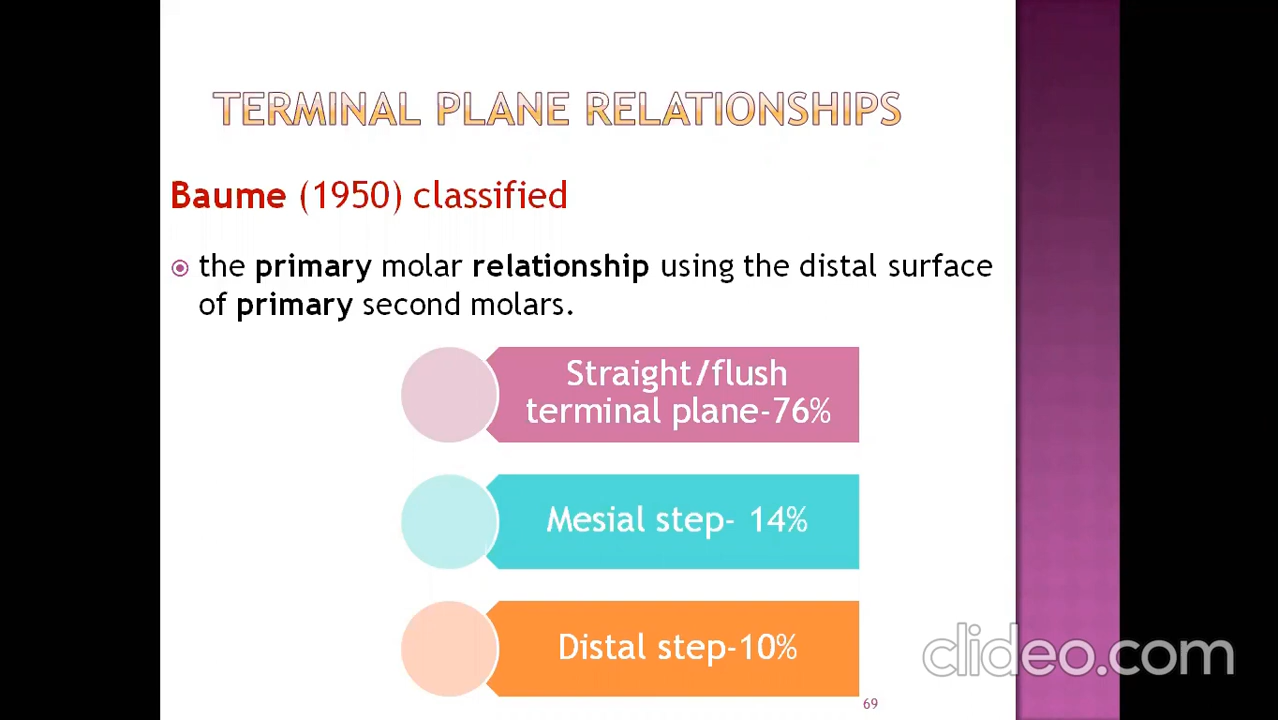 TERMINAL PLANE RELATIONSHIPS
Baume (1950) classified
the primary molar relationship using the distal surface
of primary second molars.
Straight/flush
terminal plane-76%
Mesial step- 14%
Distal step-10%
clideo.com
69